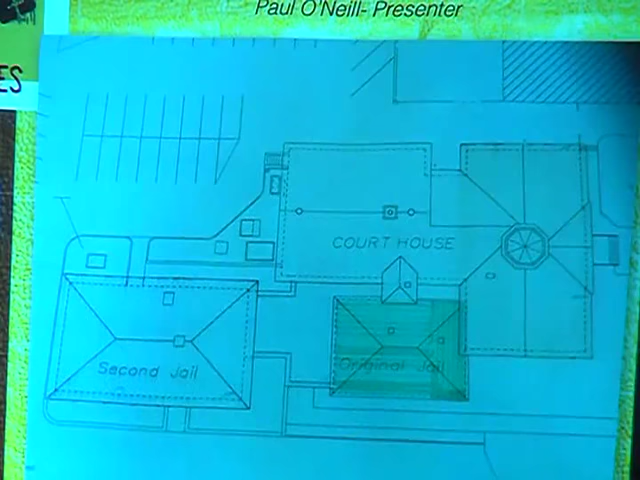 Paul O'Neill- Presenter
ES
COURT HOUSE
Second Jail
Original Jail